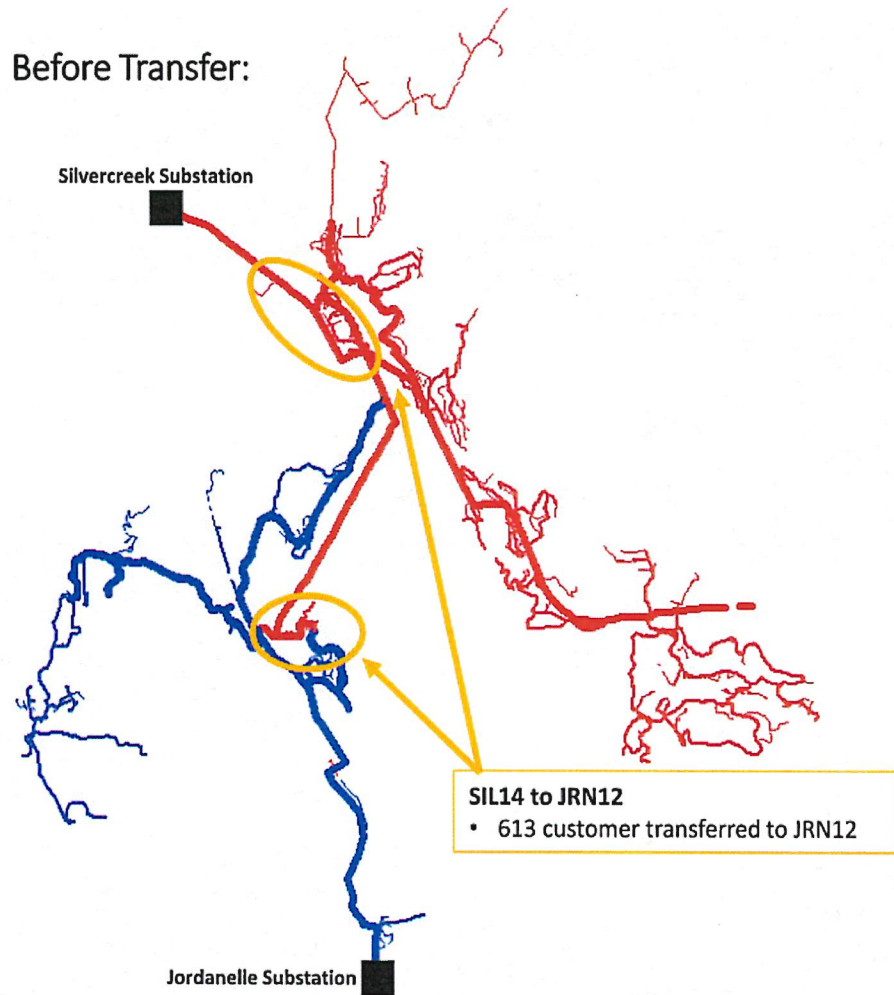 Before Transfer:
Silvercreek Substation
SIL14 to JRN12
• 613 customer transferred to JRN12
Jordanelle Substation